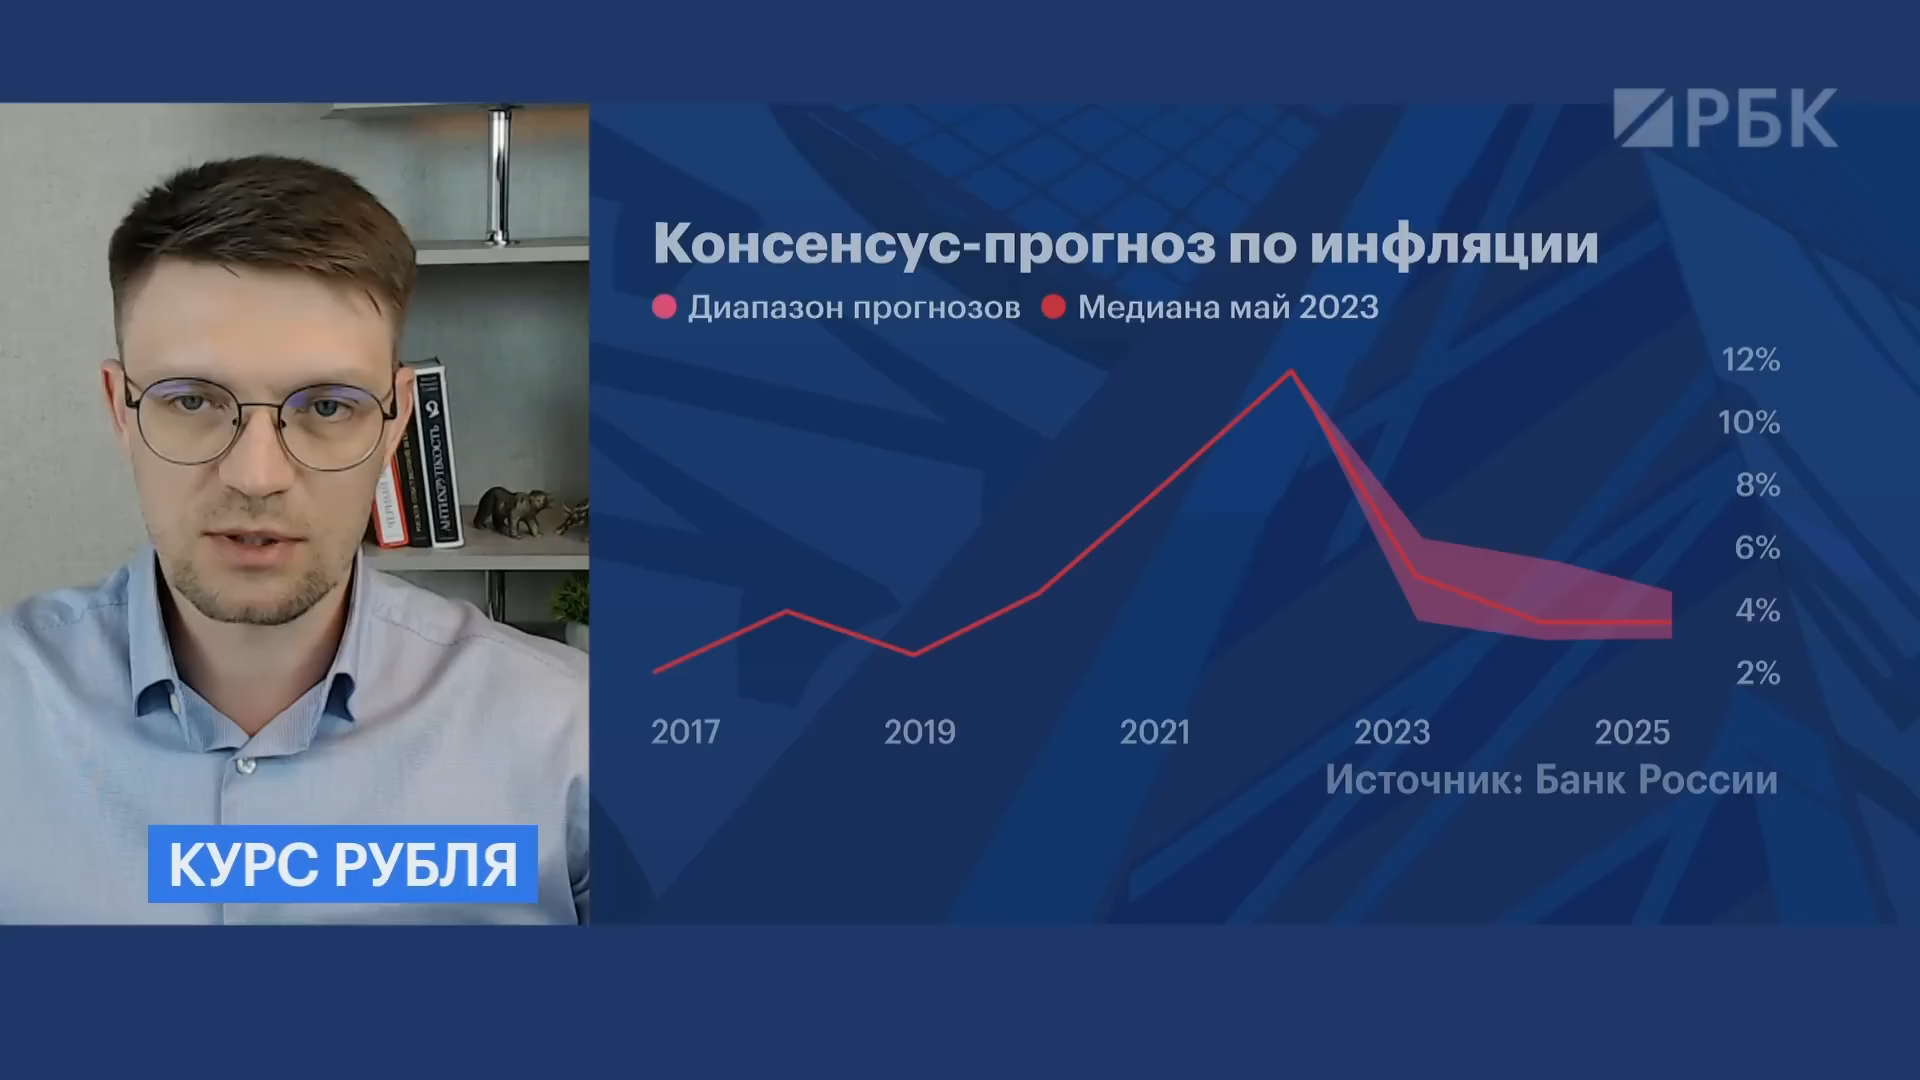 РБК
Консенсус-прогноз по инфляции
Диапазон прогнозов
Медиана май 2023
12%
10%
8%
6%
4%
2%
2017
2019
2021
2023
2025
Источник: Банк России
АНТИХРУПКОСТЬ
КУРС РУБЛЯ